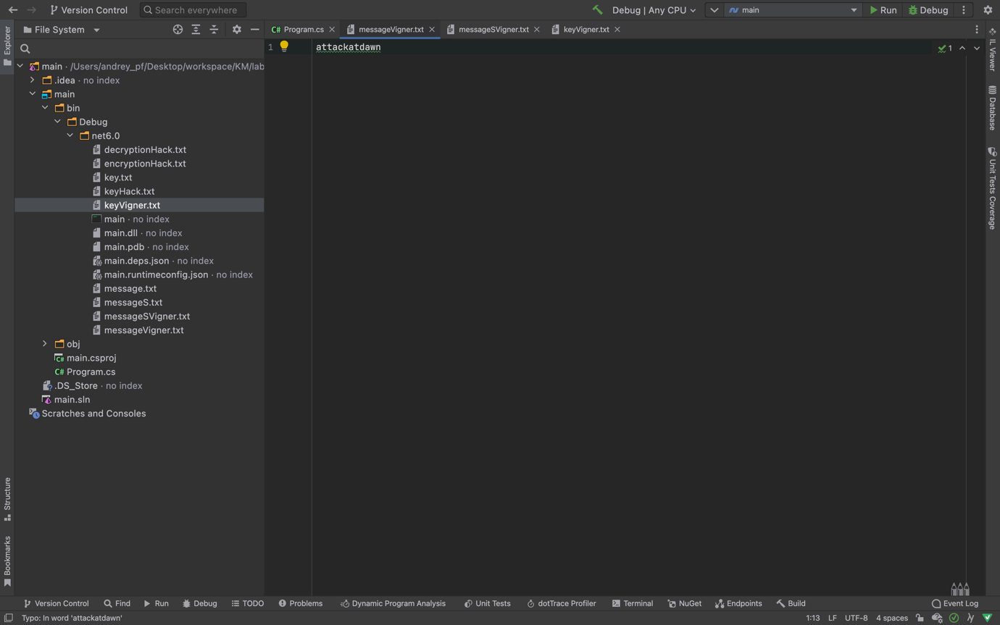 Version Control
Search everywhere
Debug | Any CPU
main
Run
Debug
Explorer
File System
C# Program.cs
messageVigner.txt
messageSVigner.txt
keyVigner.txt
1
attackatdawn
1
IL Viewer
Database
Unit Tests Coverage
main · /Users/andrey_pf/Desktop/workspace/KM/lab
.idea · no index
main
bin
Debug
net6.0
decryptionHack.txt
encryptionHack.txt
key.txt
keyHack.txt
keyVigner.txt
main · no index
main.dll · no index
main.pdb · no index
main.deps.json · no index
main.runtimeconfig.json · no index
message.txt
messageS.txt
messageSVigner.txt
messageVigner.txt
obj
main.csproj
C# Program.cs
.DS_Store · no index
main.sln
Scratches and Consoles
Structure
Bookmarks
Version Control
Find
Run
Debug
TODO
Problems
Dynamic Program Analysis
Unit Tests
dotTrace Profiler
Terminal
NuGet
Endpoints
Build
Event Log
Typo: In word 'attackatdawn'
1:13
LF
UTF-8
4 spaces